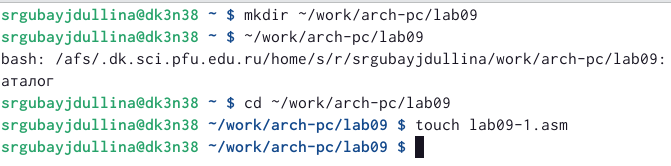 srgubayjdullina@dk3n38 ~ $ mkdir ~/work/arch-pc/lab09
srgubayjdullina@dk3n38 ~ $ ~/work/arch-pc/lab09
bash: /afs/.dk.sci.pfu.edu.ru/home/s/r/srgubayjdullina/work/arch-pc/lab09:
аталог
srgubayjdullina@dk3n38 ~ $ cd ~/work/arch-pc/lab09
srgubayjdullina@dk3n38 ~/work/arch-pc/lab09 $ touch lab09-1.asm
srgubayjdullina@dk3n38 ~/work/arch-pc/lab09 $